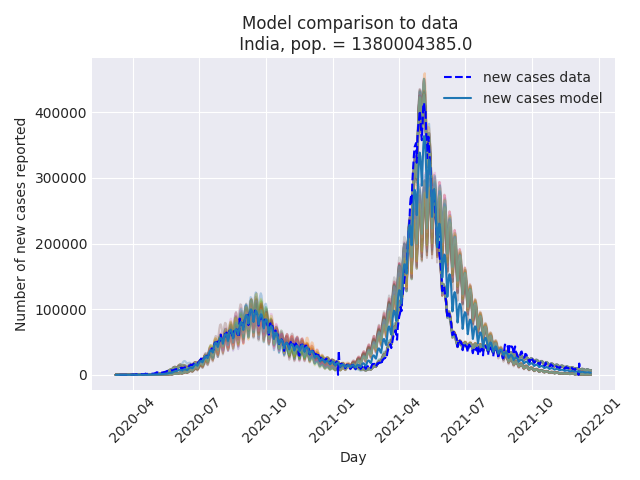 Model comparison to data
India, pop. = 1380004385.0
new cases data
new cases model
Number of new cases reported
400000
300000
200000
100000
0
2020-04
2020-07
2020-10
2021-01
2021-04
2021-07
2021-10
2022-01
Day